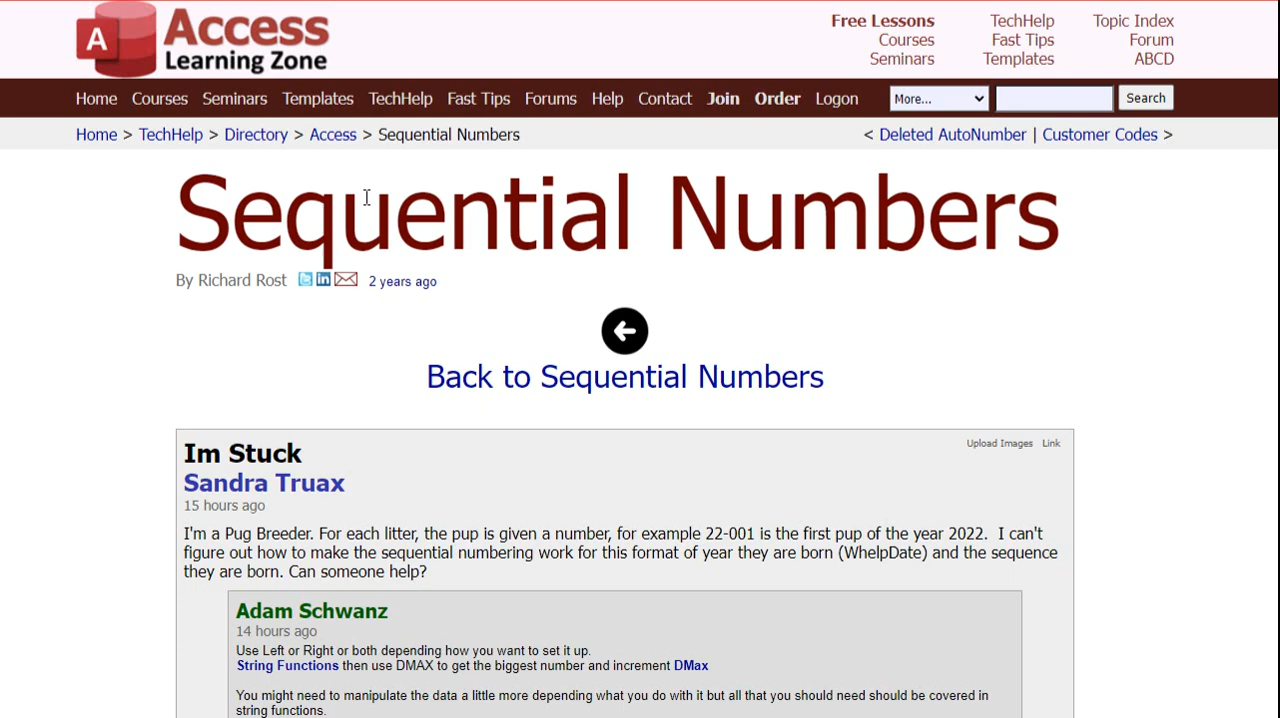 A Access
Learning Zone
Free Lessons TechHelp Topic Index
Courses Fast Tips Forum
Seminars Templates ABCD
Home Courses Seminars Templates TechHelp Fast Tips Forums Help Contact Join Order Logon More... Search
Home > TechHelp > Directory > Access > Sequential Numbers < Deleted AutoNumber | Customer Codes >
Sequential Numbers
By Richard Rost in 2 years ago
Back to Sequential Numbers
Im Stuck Upload Images Link
Sandra Truax
15 hours ago
I'm a Pug Breeder. For each litter, the pup is given a number, for example 22-001 is the first pup of the year 2022. I can't
figure out how to make the sequential numbering work for this format of year they are born (WhelpDate) and the sequence
they are born. Can someone help?
Adam Schwanz
14 hours ago
Use Left or Right or both depending how you want to set it up.
String Functions then use DMAX to get the biggest number and increment DMax
You might need to manipulate the data a little more depending what you do with it but all that you should need should be covered in
string functions.